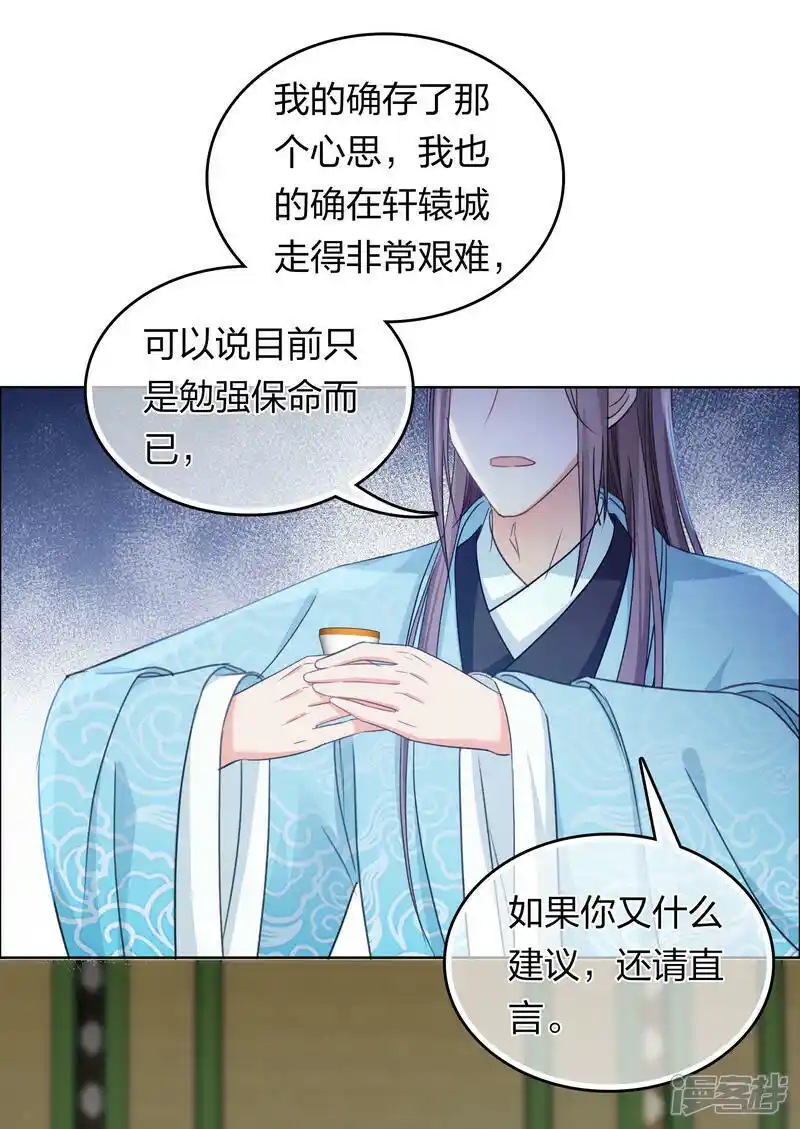 我的确存了那
个心思，我也
的确在轩辕城
走得非常艰难，
可以说目前只
是勉强保命而
已，
如果你又什么
建议，还请直
言。
漫客栈